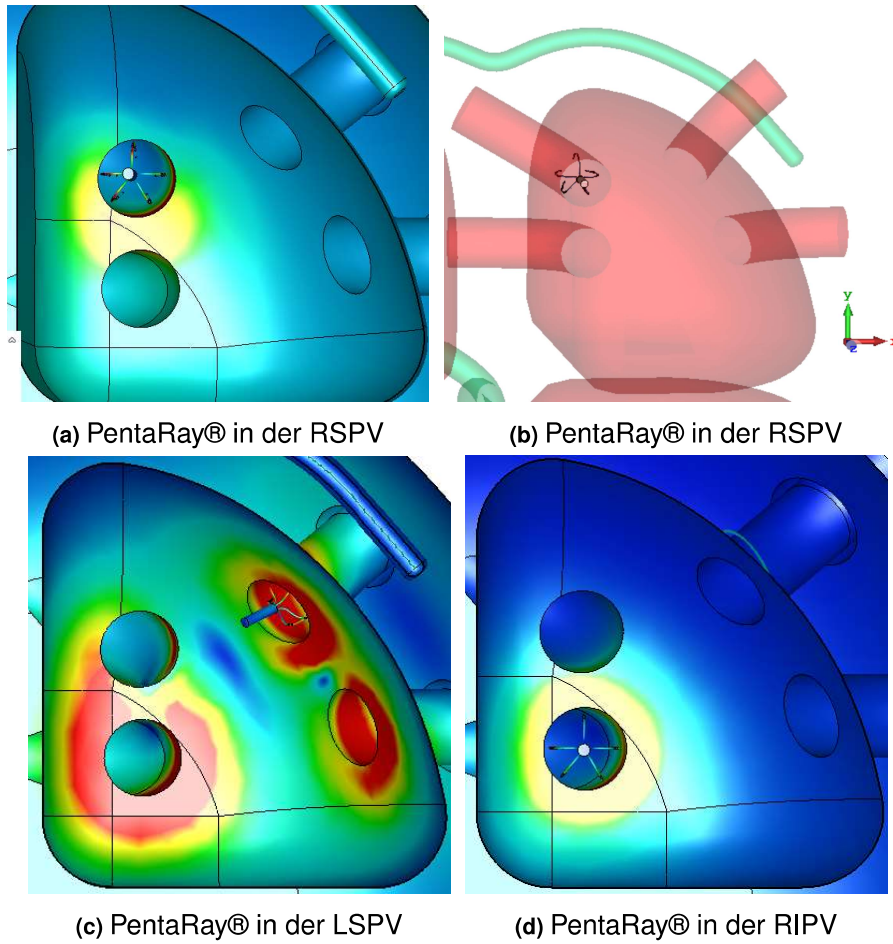 y
x
z
(a) PentaRay® in der RSPV
(b) PentaRay® in der RSPV
(c) PentaRay® in der LSPV
(d) PentaRay® in der RIPV